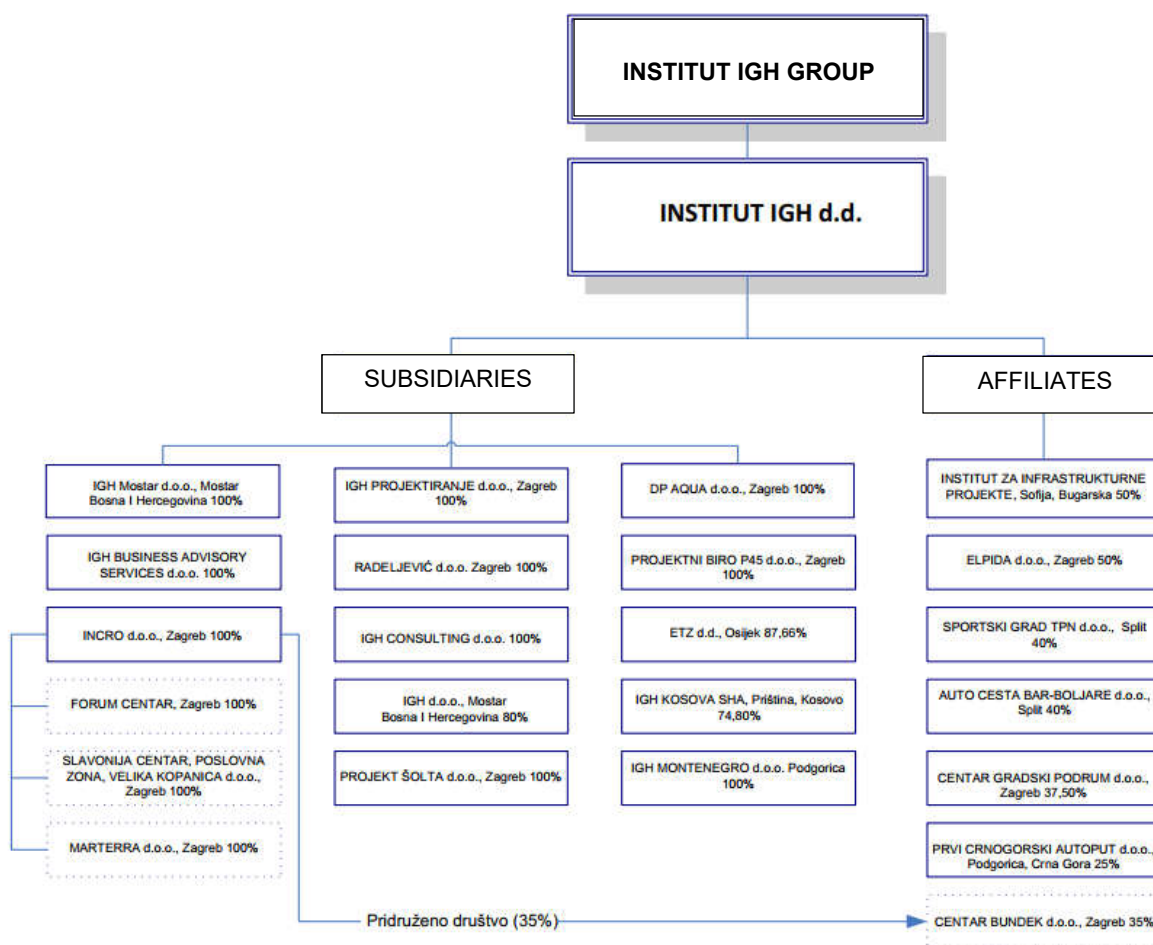 INSTITUT IGH GROUP
INSTITUT IGH d.d.
SUBSIDIARIES
AFFILIATES
IGH Mostar d.o.o., Mostar
Bosna I Hercegovina 100%
IGH BUSINESS ADVISORY
SERVICES d.o.o. 100%
INCRO d.o.o., Zagreb 100%
FORUM CENTAR, Zagreb 100%
SLAVONIJA CENTAR, POSLOVNA
ZONA, VELIKA KOPANICA d.o.o.,
Zagreb 100%
MARTERRA d.o.o., Zagreb 100%
IGH PROJEKTIRANJE d.o.o., Zagreb
100%
RADELJEVIĆ d.o.o. Zagreb 100%
IGH CONSULTING d.o.o. 100%
IGH d.o.o., Mostar
Bosna I Hercegovina 80%
PROJEKT ŠOLTA d.o.o., Zagreb 100%
DP AQUA d.o.o., Zagreb 100%
PROJEKTNI BIRO P45 d.o.o., Zagreb
100%
ETZ d.d., Osijek 87,66%
IGH KOSOVA SHA, Priština, Kosovo
74,80%
IGH MONTENEGRO d.o.o. Podgorica
100%
INSTITUT ZA INFRASTRUKTURNE
PROJEKTE, Sofija, Bugarska 50%
ELPIDA d.o.o., Zagreb 50%
SPORTSKI GRAD TPN d.o.o., Split
40%
AUTO CESTA BAR-BOLJARE d.o.o.,
Split 40%
CENTAR GRADSKI PODRUM d.o.o.,
Zagreb 37,50%
PRVI CRNOGORSKI AUTOPUT d.o.o.,
Podgorica, Crna Gora 25%
Pridruženo društvo (35%)
CENTAR BUNDEK d.o.o., Zagreb 35%